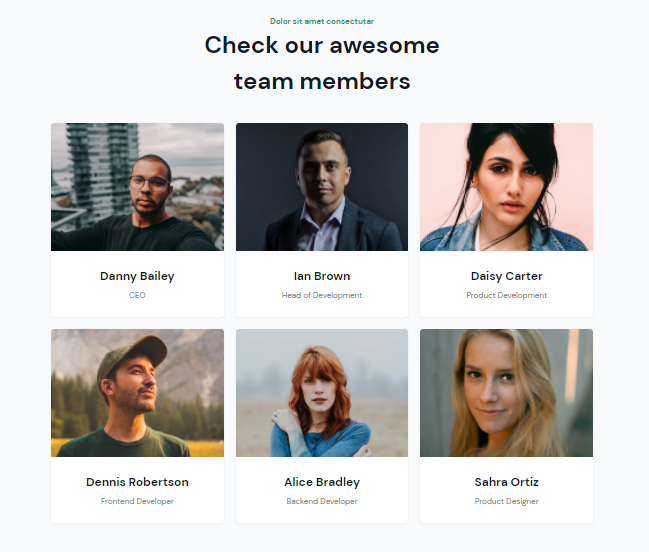 Dolor sit amet consectutar
Check our awesome
team members
Danny Bailey
CEO
Ian Brown
Head of Development
Daisy Carter
Product Development
Dennis Robertson
Frontend Developer
Alice Bradley
Backend Developer
Sahra Ortiz
Product Designer